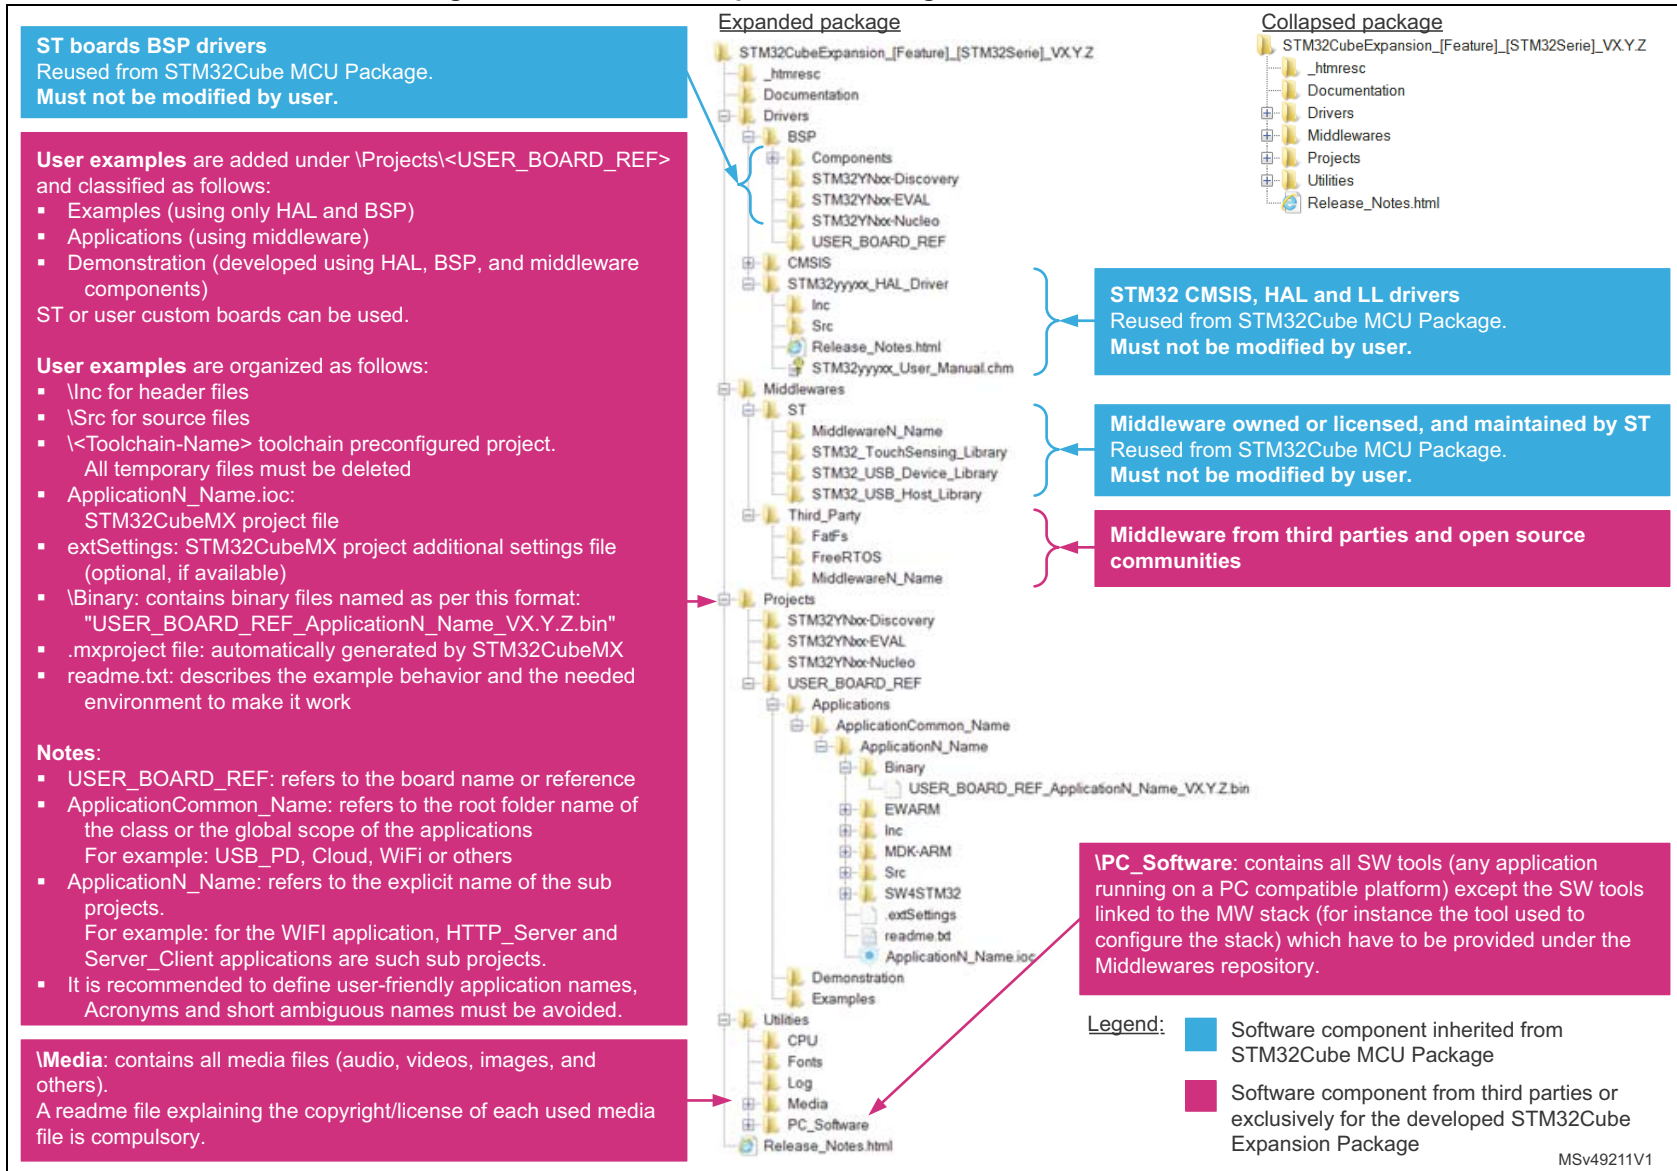 Expanded package
Collapsed package
ST boards BSP drivers
Reused from STM32Cube MCU Package.
Must not be modified by user.
User examples are added under \Projects\<USER_BOARD_REF>
and classified as follows:
▪ Examples (using only HAL and BSP)
▪ Applications (using middleware)
▪ Demonstration (developed using HAL, BSP, and middleware
components)
ST or user custom boards can be used.
User examples are organized as follows:
▪ \Inc for header files
▪ \Src for source files
▪ \<Toolchain-Name> toolchain preconfigured project.
All temporary files must be deleted
▪ ApplicationN_Name.ioc:
STM32CubeMX project file
▪ extSettings: STM32CubeMX project additional settings file
(optional, if available)
▪ \Binary: contains binary files named as per this format:
"USER_BOARD_REF_ApplicationN_Name_VX.Y.Z.bin"
▪ .mxproject file: automatically generated by STM32CubeMX
▪ readme.txt: describes the example behavior and the needed
environment to make it work
Notes:
▪ USER_BOARD_REF: refers to the board name or reference
▪ ApplicationCommon_Name: refers to the root folder name of
the class or the global scope of the applications
For example: USB_PD, Cloud, WiFi or others
▪ ApplicationN_Name: refers to the explicit name of the sub
projects.
For example: for the WIFI application, HTTP_Server and
Server_Client applications are such sub projects.
▪ It is recommended to define user-friendly application names,
Acronyms and short ambiguous names must be avoided.
\Media: contains all media files (audio, videos, images, and
others).
A readme file explaining the copyright/license of each used media
file is compulsory.
STM32CubeExpansion_[Feature]_[STM32Serie]_VX.Y.Z
_htmresc
Documentation
Drivers
BSP
Components
STM32YNxx-Discovery
STM32YNxx-EVAL
STM32YNxx-Nucleo
USER_BOARD_REF
CMSIS
STM32yyyxx_HAL_Driver
Inc
Src
Release_Notes.html
STM32yyyxx_User_Manual.chm
Middlewares
ST
MiddlewareN_Name
STM32_TouchSensing_Library
STM32_USB_Device_Library
STM32_USB_Host_Library
Third_Party
FatFs
FreeRTOS
MiddlewareN_Name
Projects
STM32YNxx-Discovery
STM32YNxx-EVAL
STM32YNxx-Nucleo
USER_BOARD_REF
Applications
ApplicationCommon_Name
ApplicationN_Name
Binary
USER_BOARD_REF_ApplicationN_Name_VX.Y.Z.bin
EWARM
Inc
MDK-ARM
Src
SW4STM32
.extSettings
readme.txt
ApplicationN_Name.ioc
Demonstration
Examples
Utilities
CPU
Fonts
Log
Media
PC_Software
Release_Notes.html
STM32CubeExpansion_[Feature]_[STM32Serie]_VX.Y.Z
_htmresc
Documentation
Drivers
Middlewares
Projects
Utilities
Release_Notes.html
STM32 CMSIS, HAL and LL drivers
Reused from STM32Cube MCU Package.
Must not be modified by user.
Middleware owned or licensed, and maintained by ST
Reused from STM32Cube MCU Package.
Must not be modified by user.
Middleware from third parties and open source
communities
\PC_Software: contains all SW tools (any application
running on a PC compatible platform) except the SW tools
linked to the MW stack (for instance the tool used to
configure the stack) which have to be provided under the
Middlewares repository.
Legend:
Software component inherited from
STM32Cube MCU Package
Software component from third parties or
exclusively for the developed STM32Cube
Expansion Package
MSv49211V1